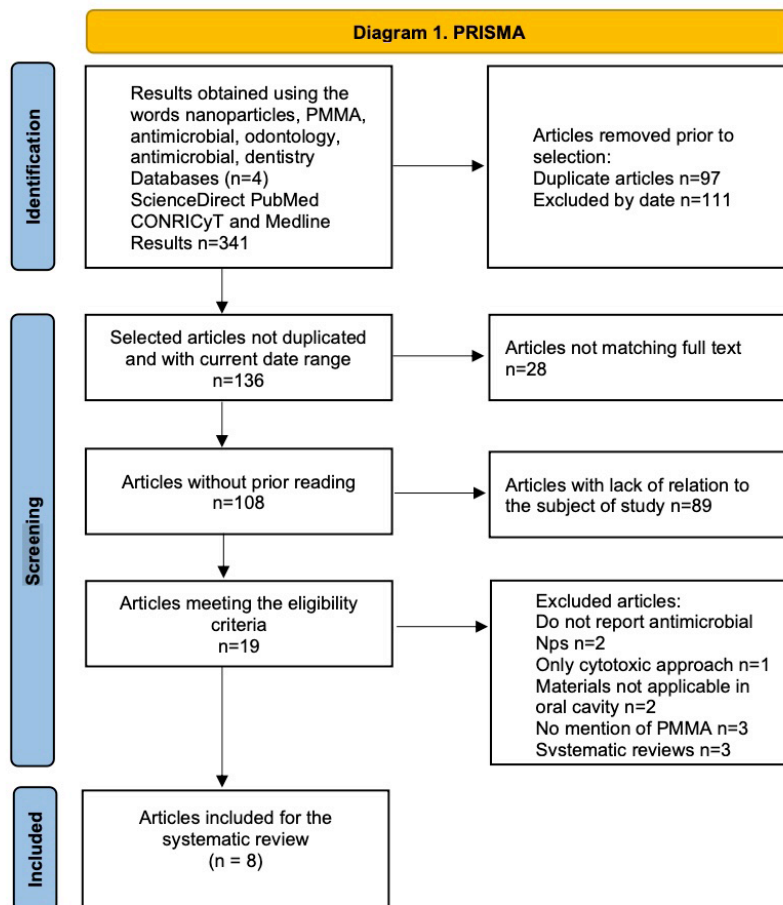 Diagram 1. PRISMA
Identification
Results obtained using the
words nanoparticles, PMMA,
antimicrobial, odontology,
antimicrobial, dentistry
Databases (n=4)
ScienceDirect PubMed
CONRICyT and Medline
Results n=341
Articles removed prior to
selection:
Duplicate articles n=97
Excluded by date n=111
Screening
Selected articles not duplicated
and with current date range
n=136
Articles not matching full text
n=28
Articles without prior reading
n=108
Articles with lack of relation to
the subject of study n=89
Articles meeting the eligibility
criteria
n=19
Excluded articles:
Do not report antimicrobial
Nps n=2
Only cytotoxic approach n=1
Materials not applicable in
oral cavity n=2
No mention of PMMA n=3
Systematic reviews n=3
Included
Articles included for the
systematic review
(n = 8)